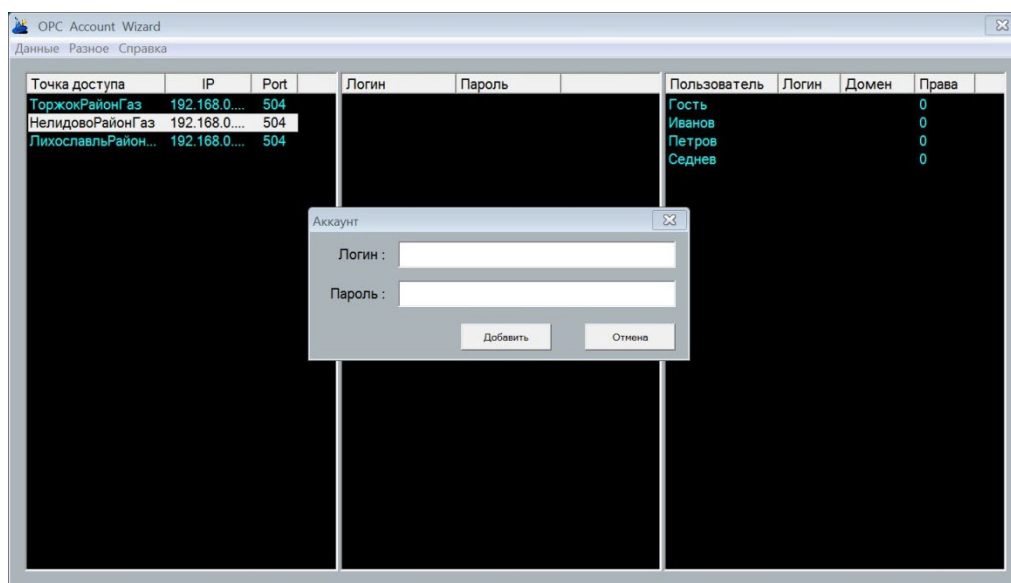 OPC Account Wizard
Данные Разное Справка
Точка доступа IP Port Логин Пароль Пользователь Логин Домен Права
ТоржокРайонГаз 192.168.0.... 504 Гость 0
НелидовоРайонГаз 192.168.0.... 504 Иванов 0
ЛихославльРайон... 192.168.0.... 504 Петров 0
Седнев 0
Аккаунт
Логин :
Пароль :
Добавить Отмена